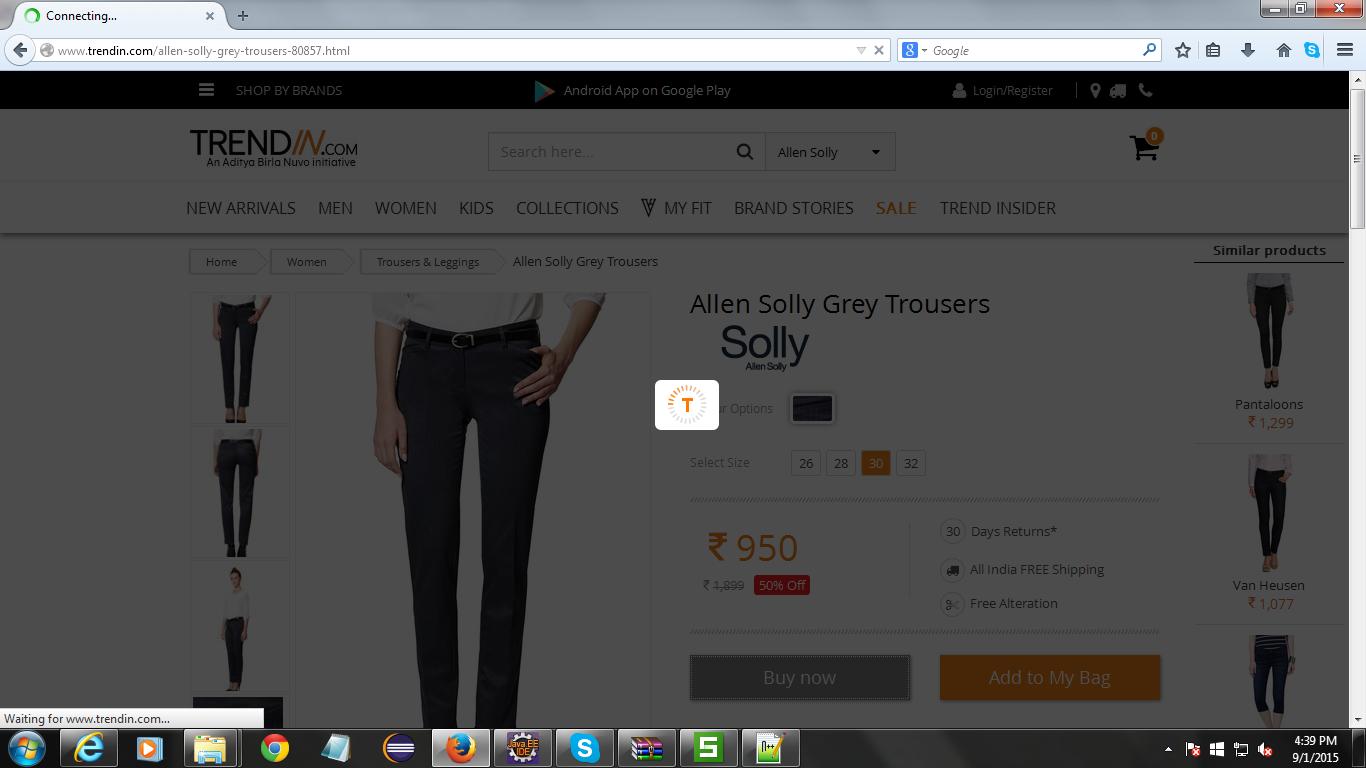 Connecting...
www.trendin.com/allen-solly-grey-trousers-80857.html
Google
SHOP BY BRANDS
Android App on Google Play
Login/Register
TRENDIN.COM
An Aditya Birla Nuvo initiative
Search here...
Allen Solly
0
NEW ARRIVALS MEN WOMEN KIDS COLLECTIONS MY FIT BRAND STORIES SALE TREND INSIDER
Home Women Trousers & Leggings Allen Solly Grey Trousers
Similar products
Allen Solly Grey Trousers
Solly
Allen Solly
T
Options
Select Size 26 28 30 32
₹ 950
₹ 1,899 50% Off
30 Days Returns*
All India FREE Shipping
Free Alteration
Buy now
Add to My Bag
Pantaloons
₹ 1,299
Van Heusen
₹ 1,077
Waiting for www.trendin.com...
Java EE
IDE
S
S
4:39 PM
9/1/2015